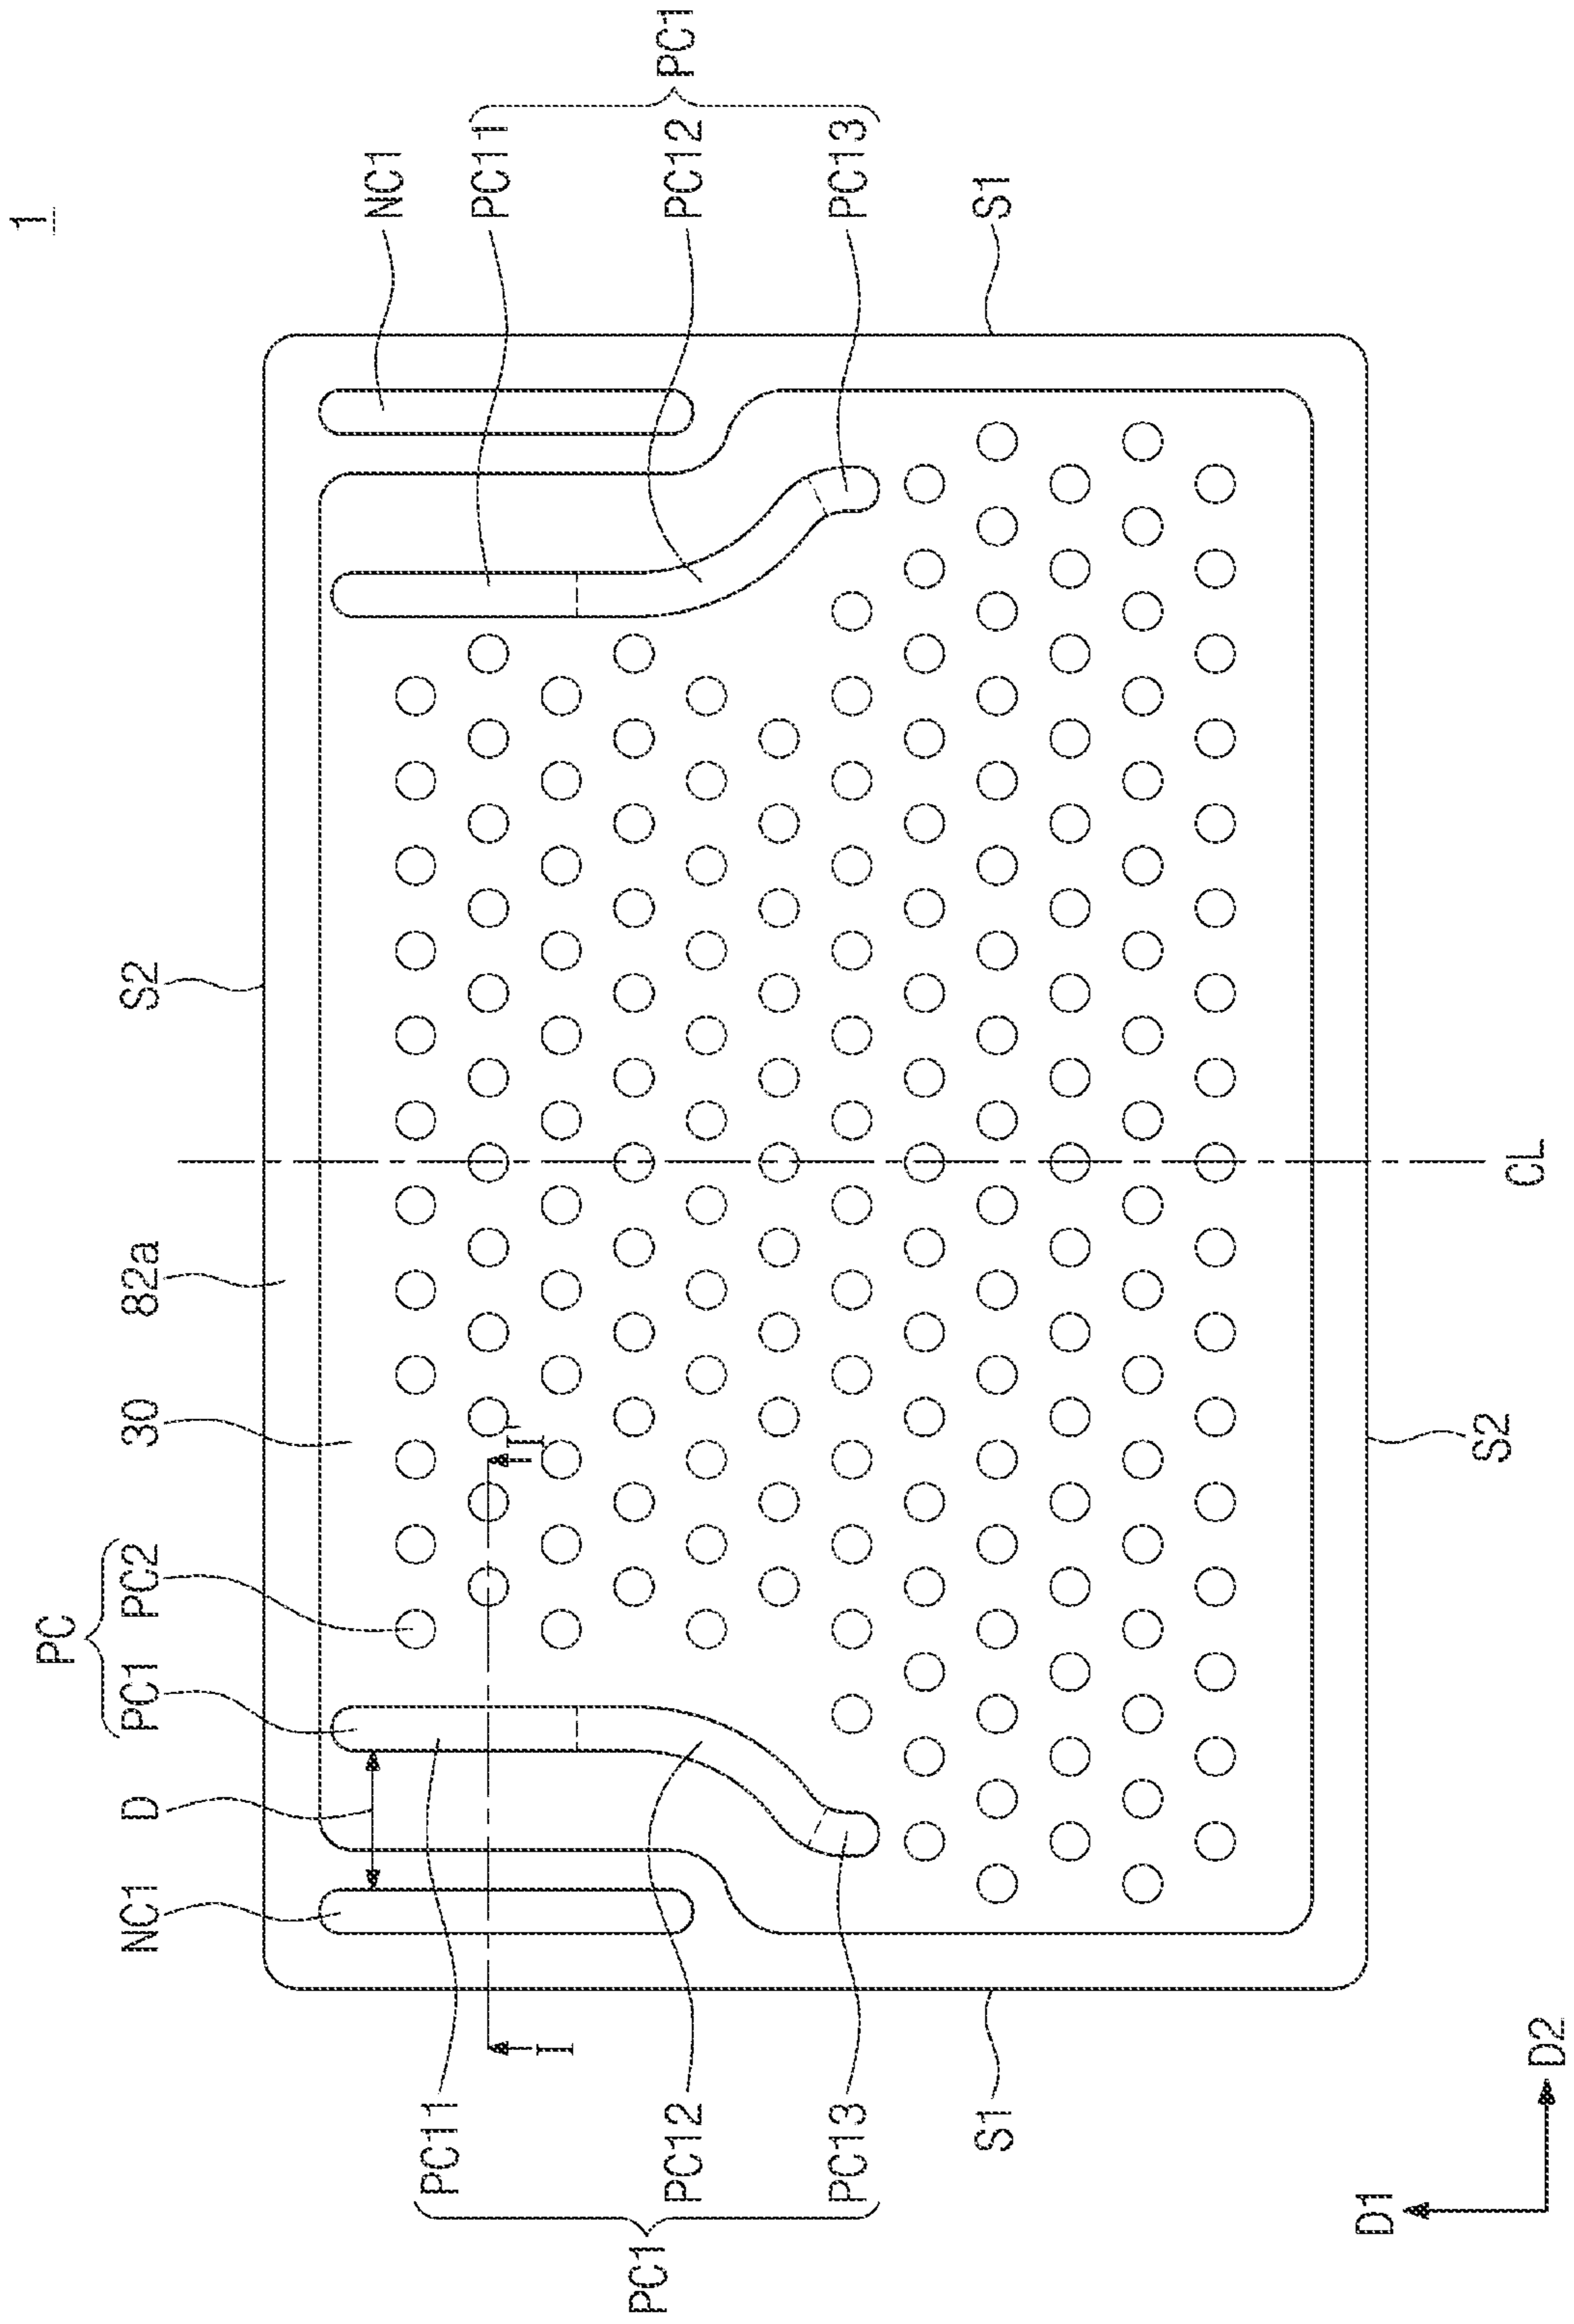 1
PC
PC1 PC2
NC1 D 30 82a S2
PC11
PC12
PC13
PC1
NC1
PC11
PC12
PC13
PC1
I
I'
S1
S1
D1
D2
S2
CL